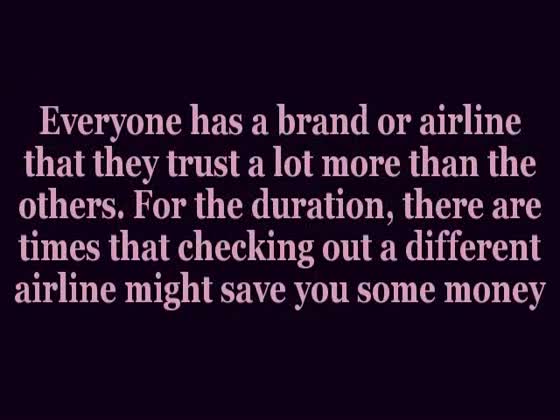 Everyone has a brand or airline
that they trust a lot more than the
others. For the duration, there are
times that checking out a different
airline might save you some money